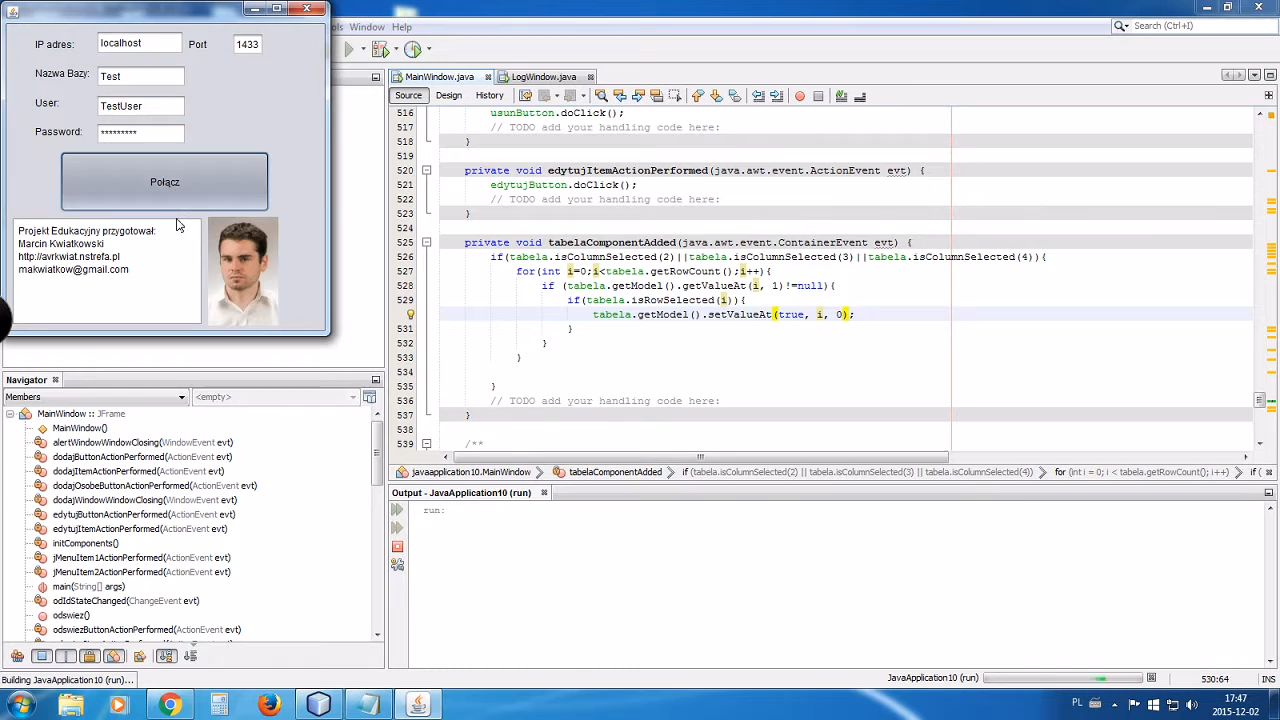 IP adres: localhost Port 1433
Nazwa Bazy: Test
User: TestUser
Password: *********
Połącz
Projekt Edukacyjny przygotował:
Marcin Kwiatkowski
http://avrkwiat.nstrefa.pl
makwiatkow@gmail.com
Window Help
Search (Ctrl+I)
MainWindow.java LogWindow.java
Source Design History
516 usunButton.doClick();
517 // TODO add your handling code here:
518 }
519
520 private void edytujItemActionPerformed(java.awt.event.ActionEvent evt) {
521 edytujButton.doClick();
522 // TODO add your handling code here:
523 }
524
525 private void tabelaComponentAdded(java.awt.event.ContainerEvent evt) {
526 if(tabela.isColumnSelected(2)||tabela.isColumnSelected(3)||tabela.isColumnSelected(4)){
527 for(int i=0;i<tabela.getRowCount();i++){
528 if (tabela.getModel().getValueAt(i, 1)!=null){
529 if(tabela.isRowSelected(i)){
tabela.getModel().setValueAt(true, i, 0);
531 }
532 }
533 }
534
535 }
536 // TODO add your handling code here:
537 }
538
539 /**
javaapplication10.MainWindow tabelaComponentAdded if (tabela.isColumnSelected(2) || tabela.isColumnSelected(3) || tabela.isColumnSelected(4)) for (int i = 0; i < tabela.getRowCount(); i++) if (
Navigator
Members <empty>
MainWindow :: JFrame
MainWindow()
alertWindowWindowClosing(WindowEvent evt)
dodajButtonActionPerformed(ActionEvent evt)
dodajItemActionPerformed(ActionEvent evt)
dodajOsobeButtonActionPerformed(ActionEvent evt)
dodajWindowWindowClosing(WindowEvent evt)
edytujButtonActionPerformed(ActionEvent evt)
edytujItemActionPerformed(ActionEvent evt)
initComponents()
jMenuItem1ActionPerformed(ActionEvent evt)
jMenuItem2ActionPerformed(ActionEvent evt)
main(String[] args)
odIdStateChanged(ChangeEvent evt)
odswiez()
odswiezButtonActionPerformed(ActionEvent evt)
Output - JavaApplication10 (run)
run:
Building JavaApplication10 (run)...
JavaApplication10 (run)
530:64 INS
PL
17:47
2015-12-02